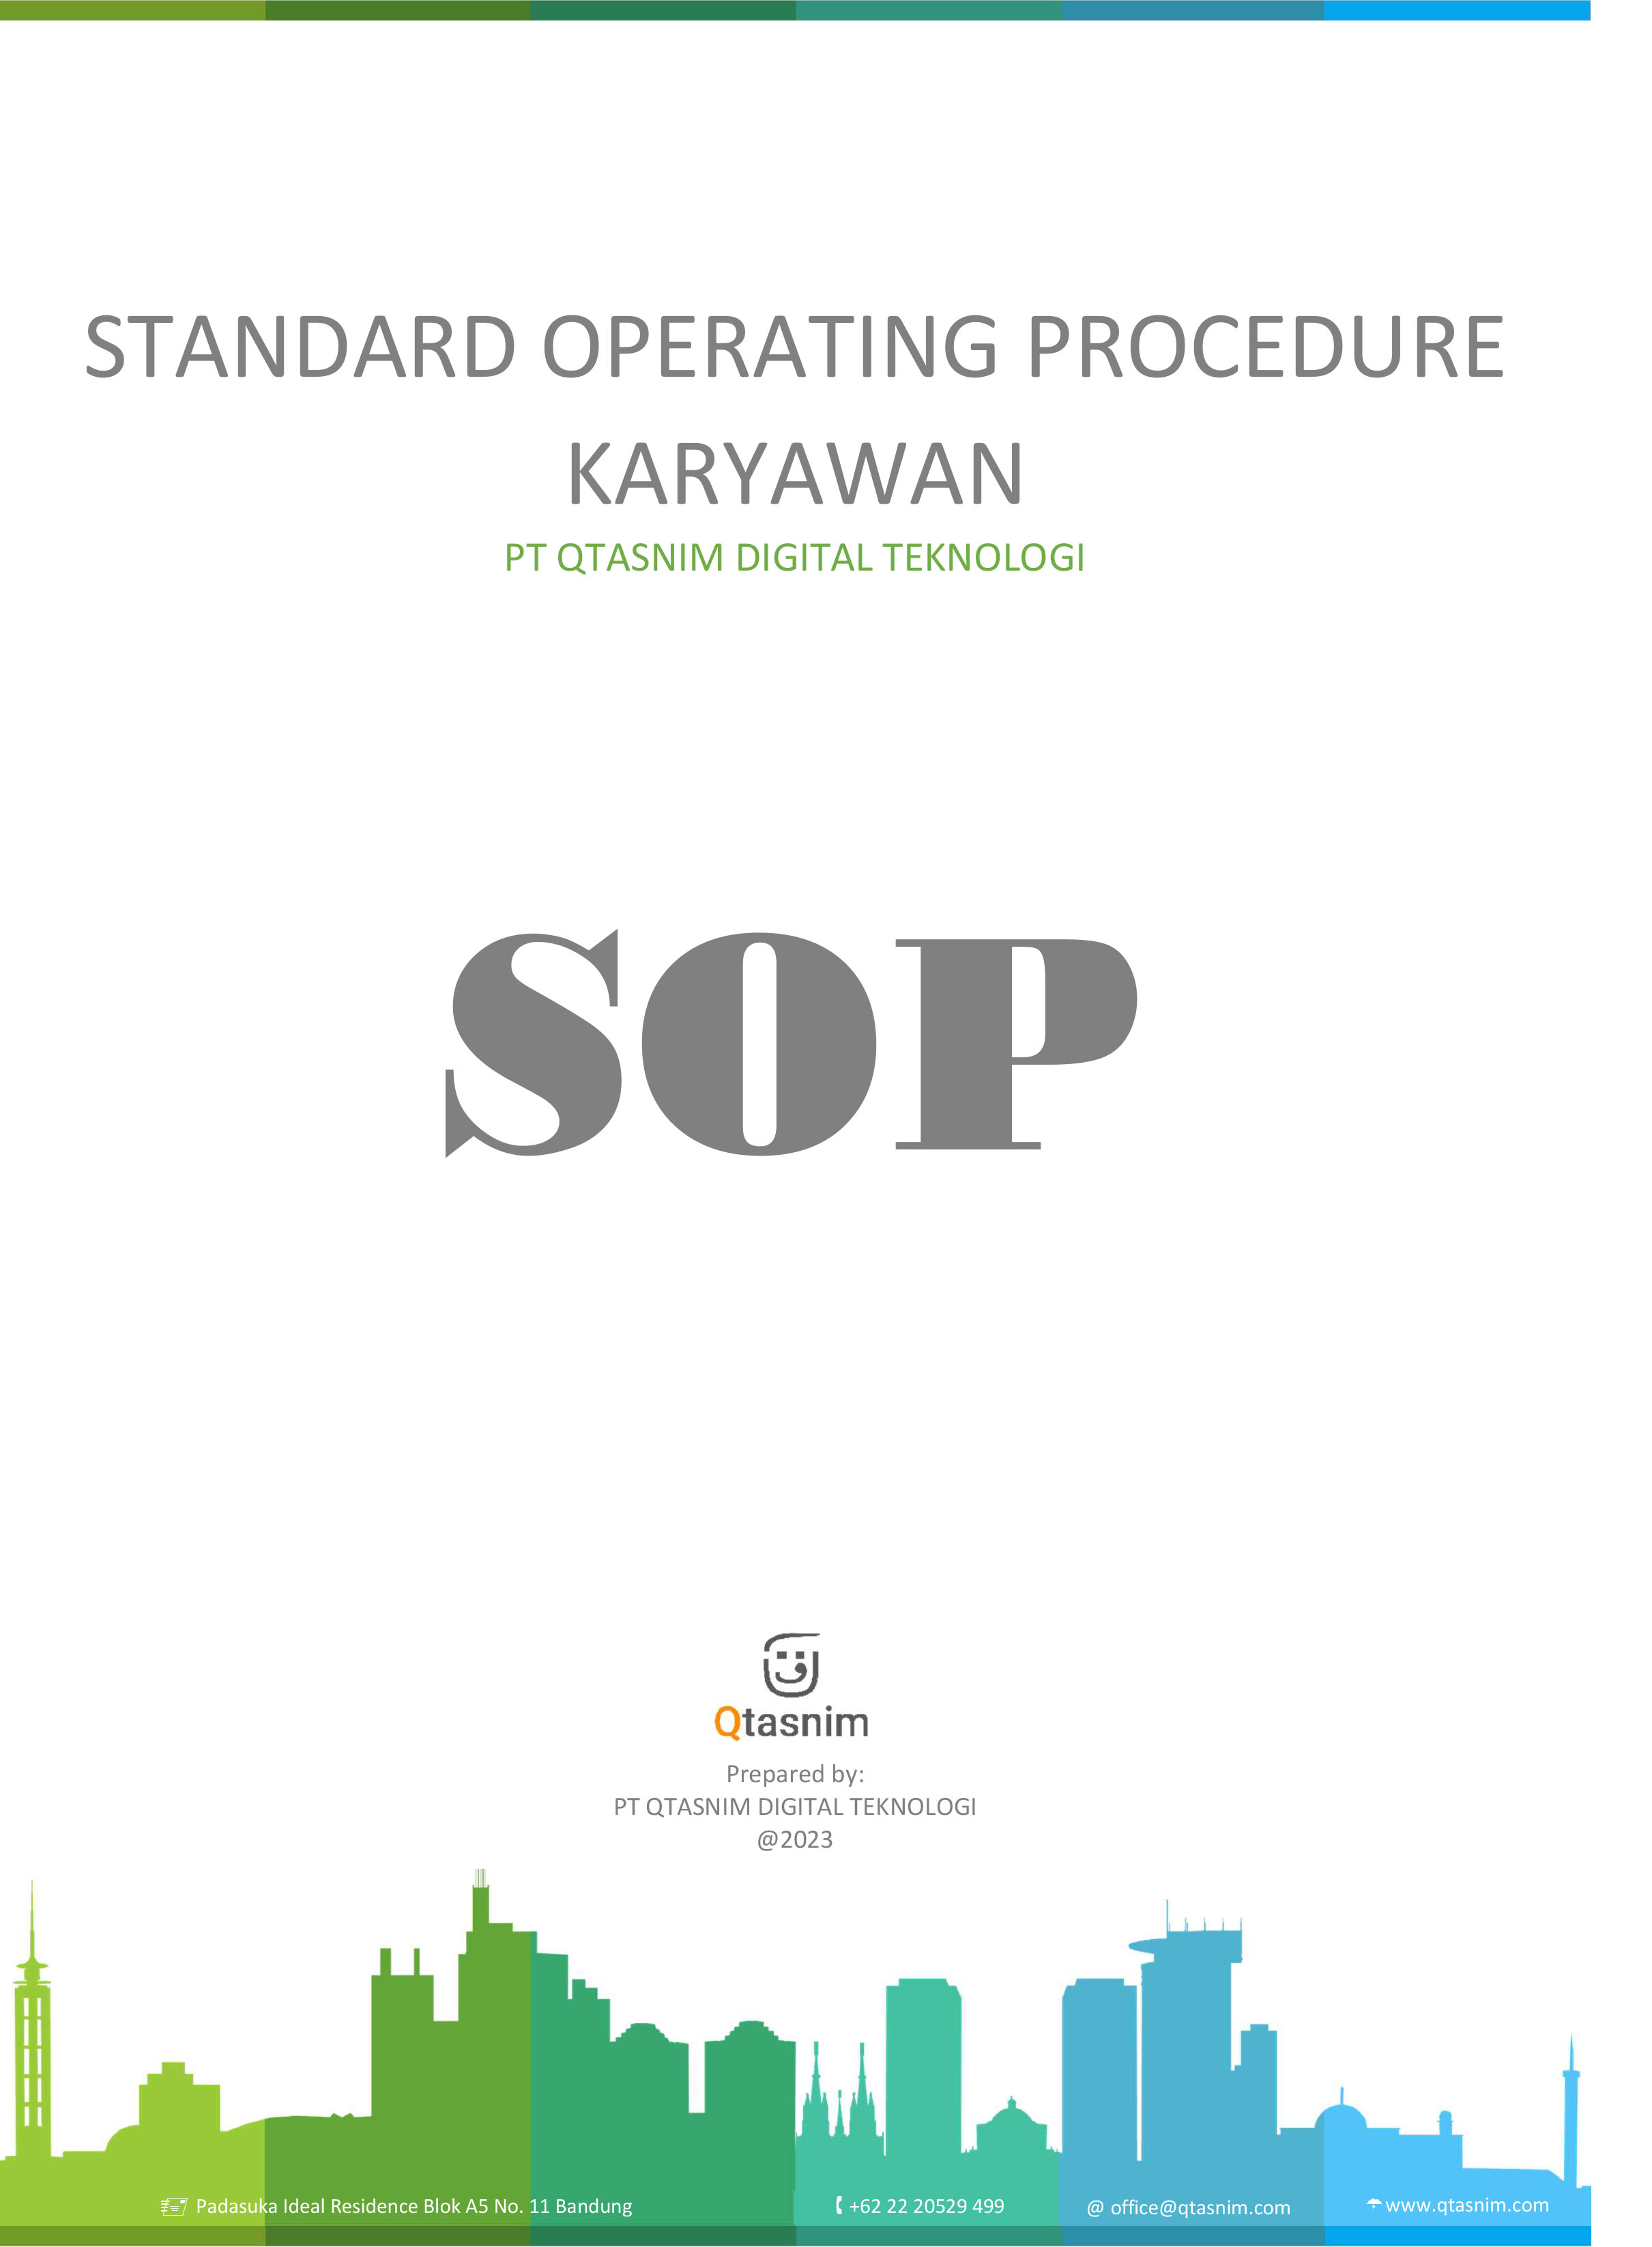 STANDARD OPERATING PROCEDURE
KARYAWAN
PT QTASNIM DIGITAL TEKNOLOGI
SOP
Qtasnim
Prepared by:
PT QTASNIM DIGITAL TEKNOLOGI
@2023
Padasuka Ideal Residence Blok A5 No. 11 Bandung
+62 22 20529 499
@ office@qtasnim.com
www.qtasnim.com